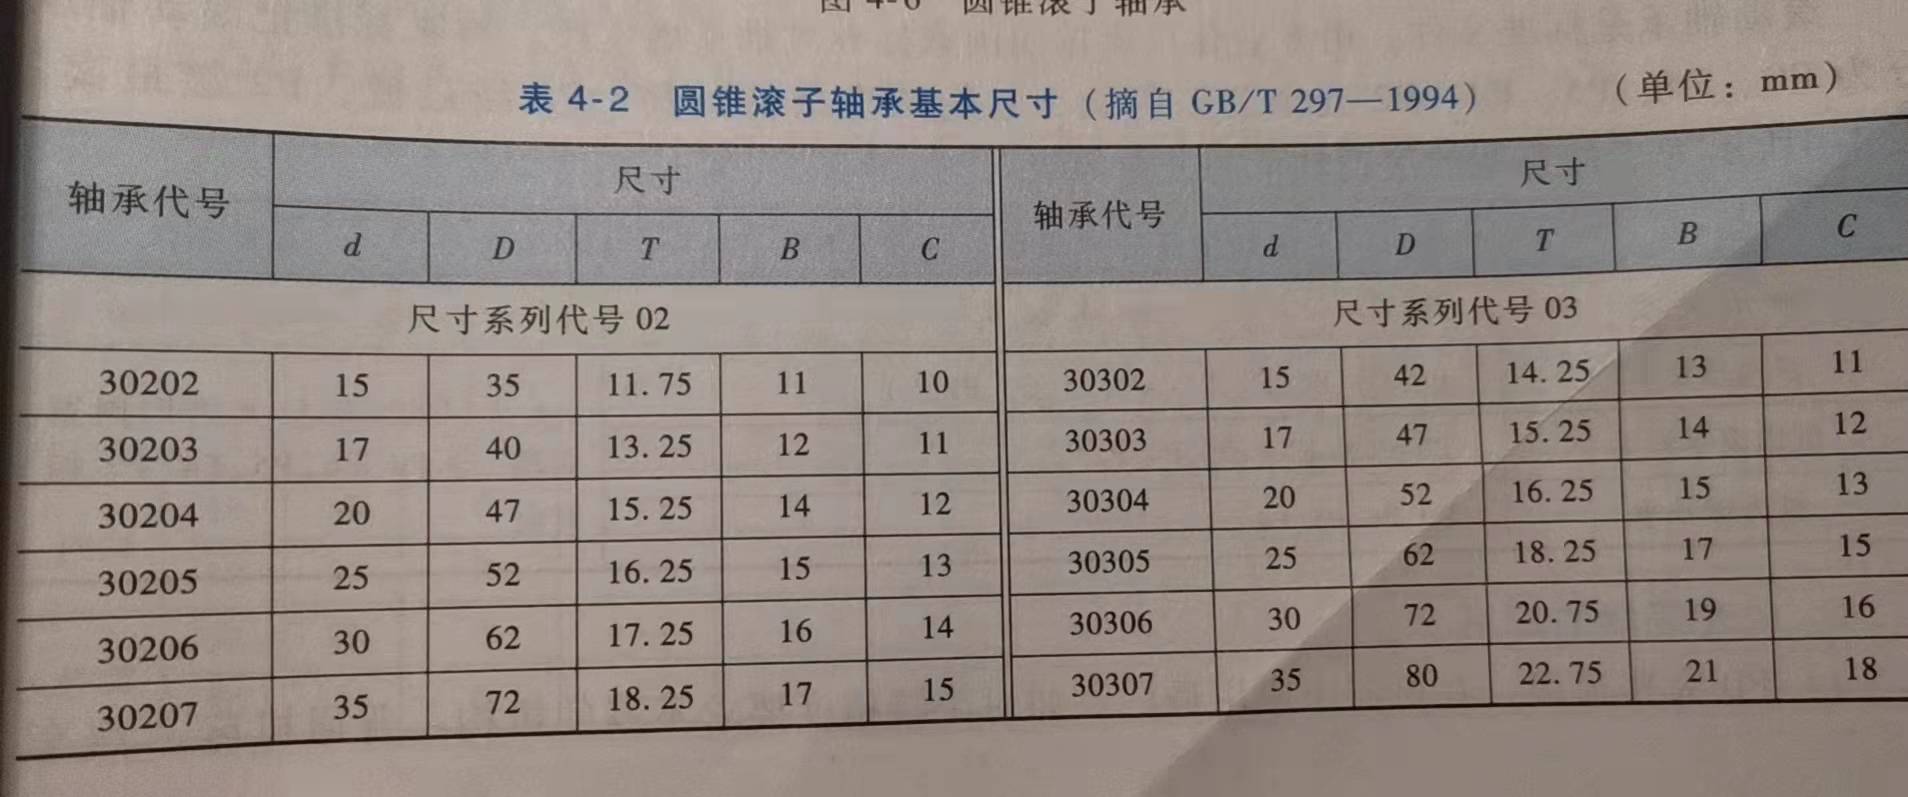 图 4-6 圆锥滚子轴承
表 4-2 圆锥滚子轴承基本尺寸（摘自 GB/T 297—1994） （单位：mm）
轴承代号 尺寸 轴承代号 尺寸
d D T B C d D T B C
尺寸系列代号 02 尺寸系列代号 03
30202 15 35 11.75 11 10 30302 15 42 14.25 13 11
30203 17 40 13.25 12 11 30303 17 47 15.25 14 12
30204 20 47 15.25 14 12 30304 20 52 16.25 15 13
30205 25 52 16.25 15 13 30305 25 62 18.25 17 15
30206 30 62 17.25 16 14 30306 30 72 20.75 19 16
30207 35 72 18.25 17 15 30307 35 80 22.75 21 18